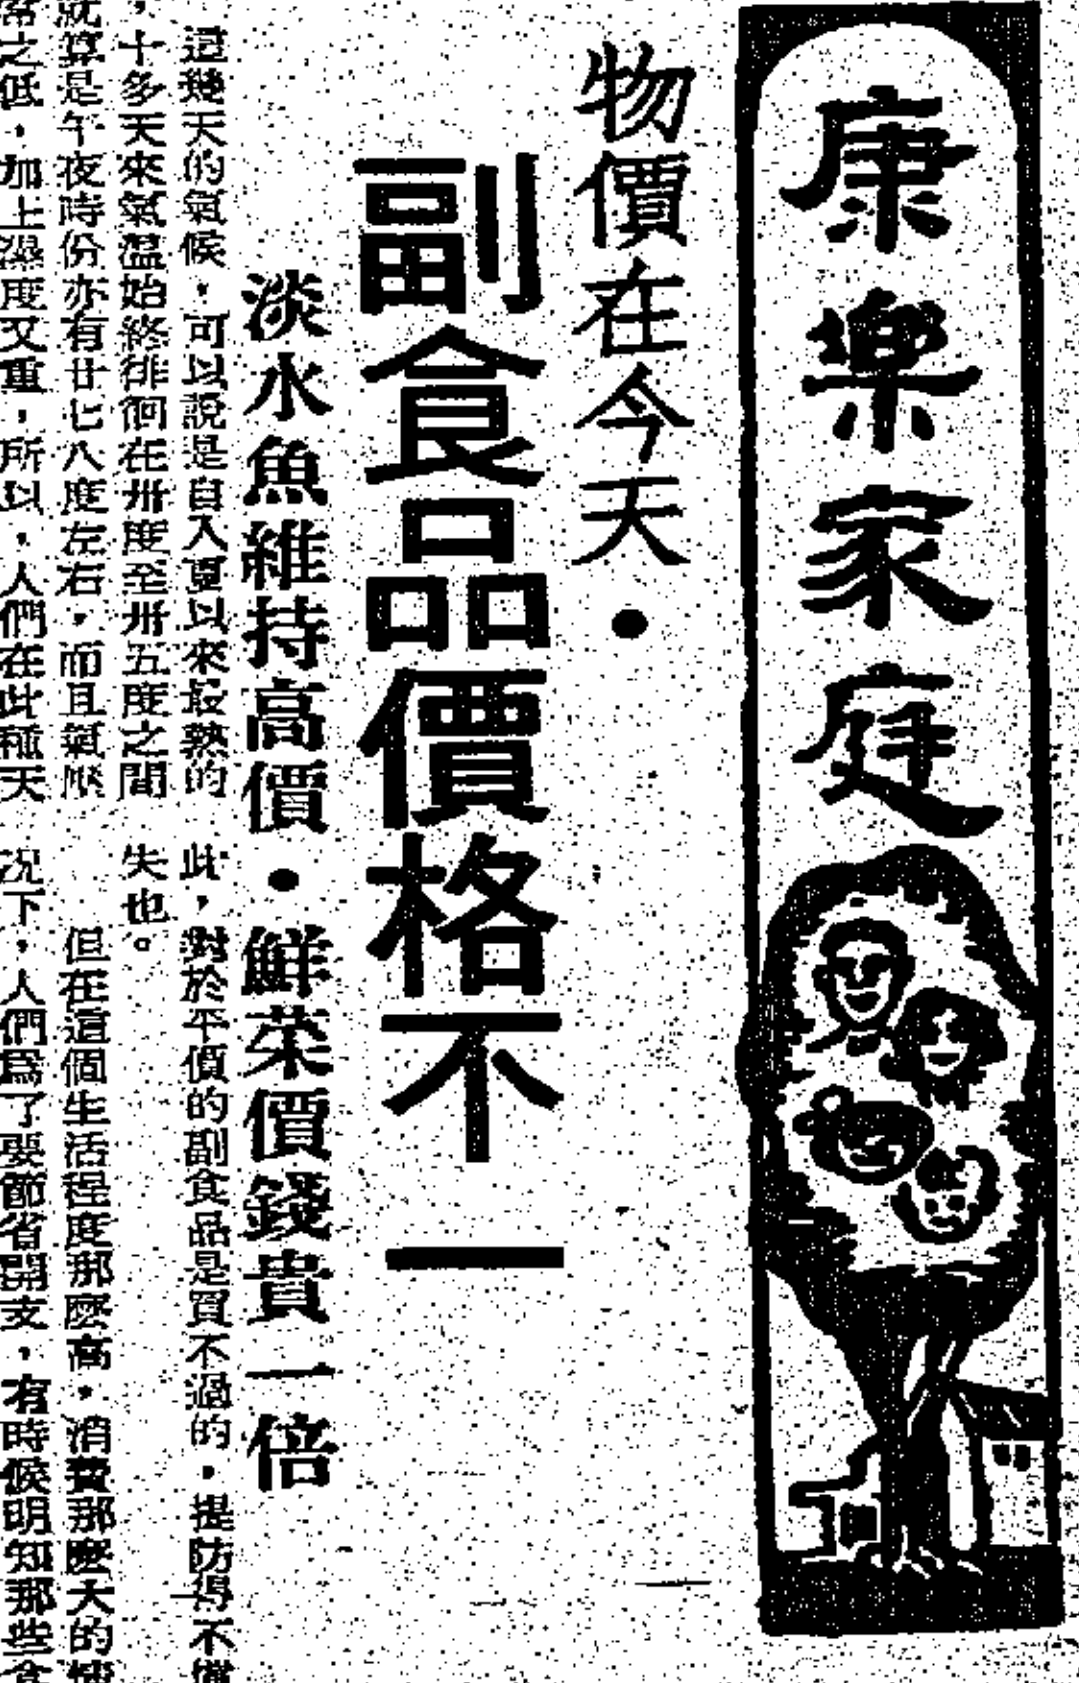 康樂家庭
物價在今天·
副食品價格不一
淡水魚維持高價·鮮菜價錢貴一倍
這幾天的氣候，可以說是自入夏以來最熱的
，十多天來氣溫始終徘徊在卅度至卅五度之間
就算是午夜時份亦有廿七八度左右，而且氣壓
常之低，加上濕度又重，所以，人們在此種天
此，對於平價的副食品是買不過的，提防得不
失也。
但在這個生活程度那麽高，消費那麽大的情
況下，人們爲了要節省開支，有時候明知那些食